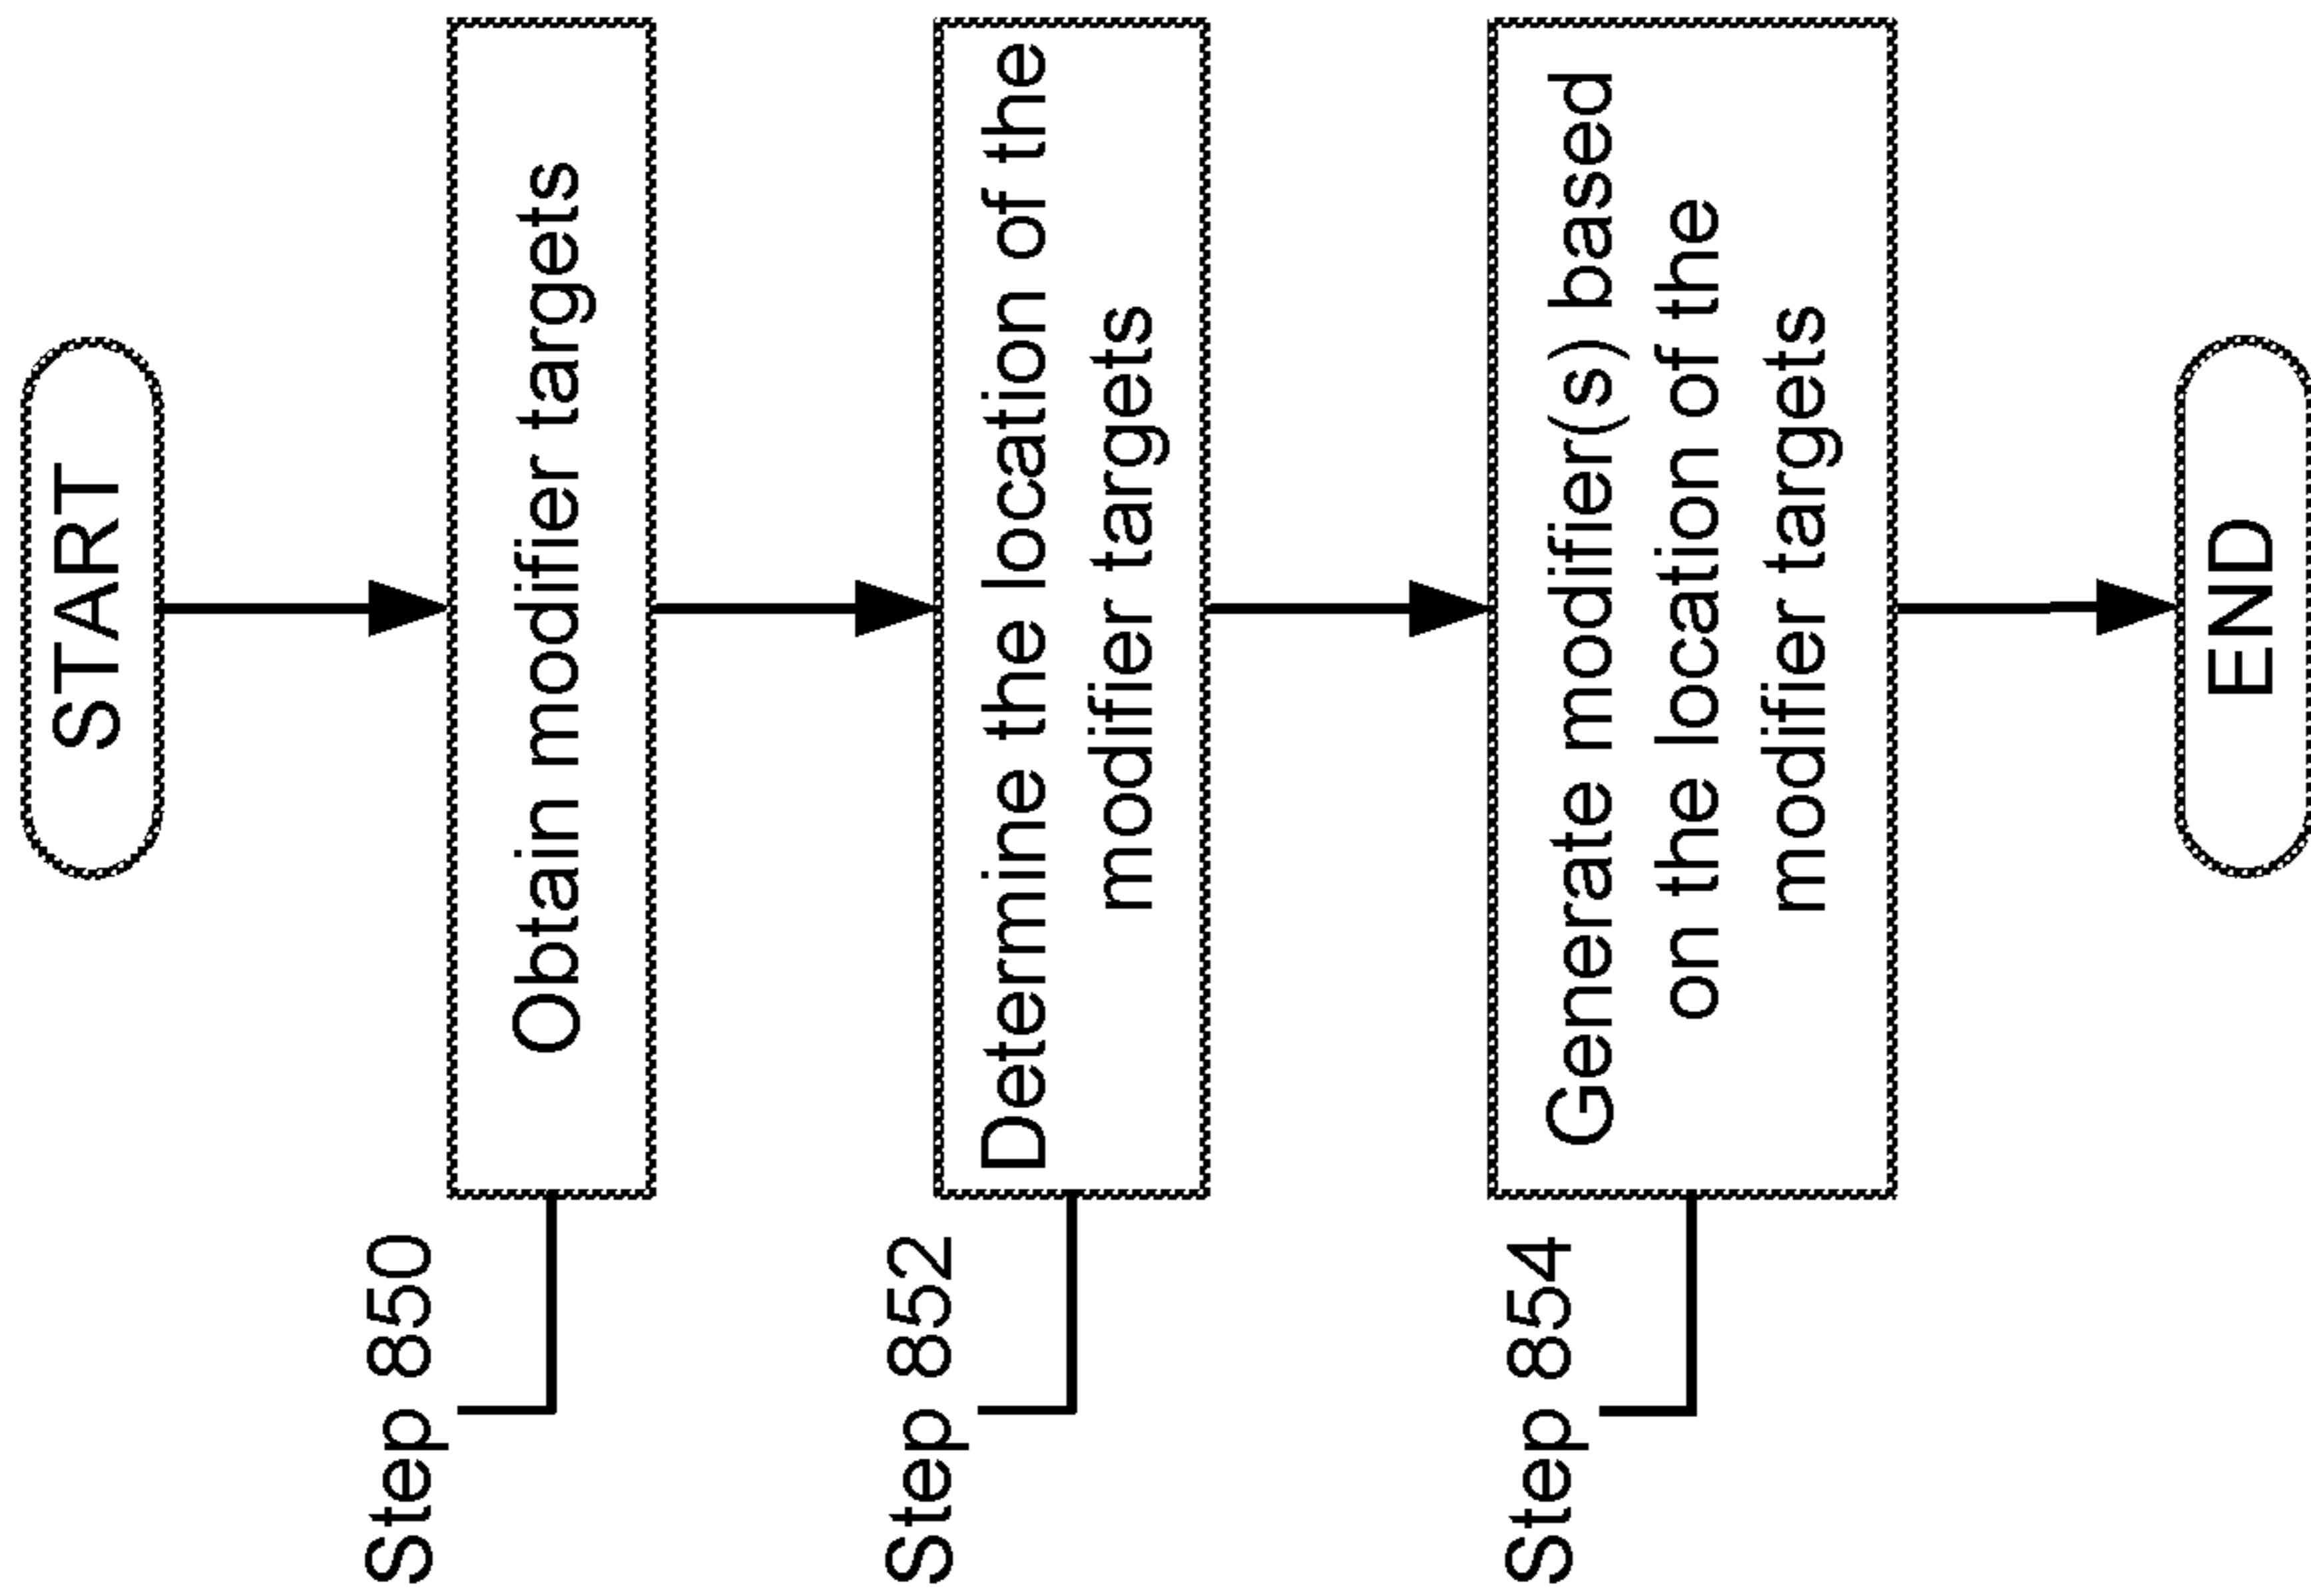 START
Step 850
Obtain modifier targets
Step 852
Determine the location of the
modifier targets
Step 854
Generate modifier(s) based
on the location of the
modifier targets
END